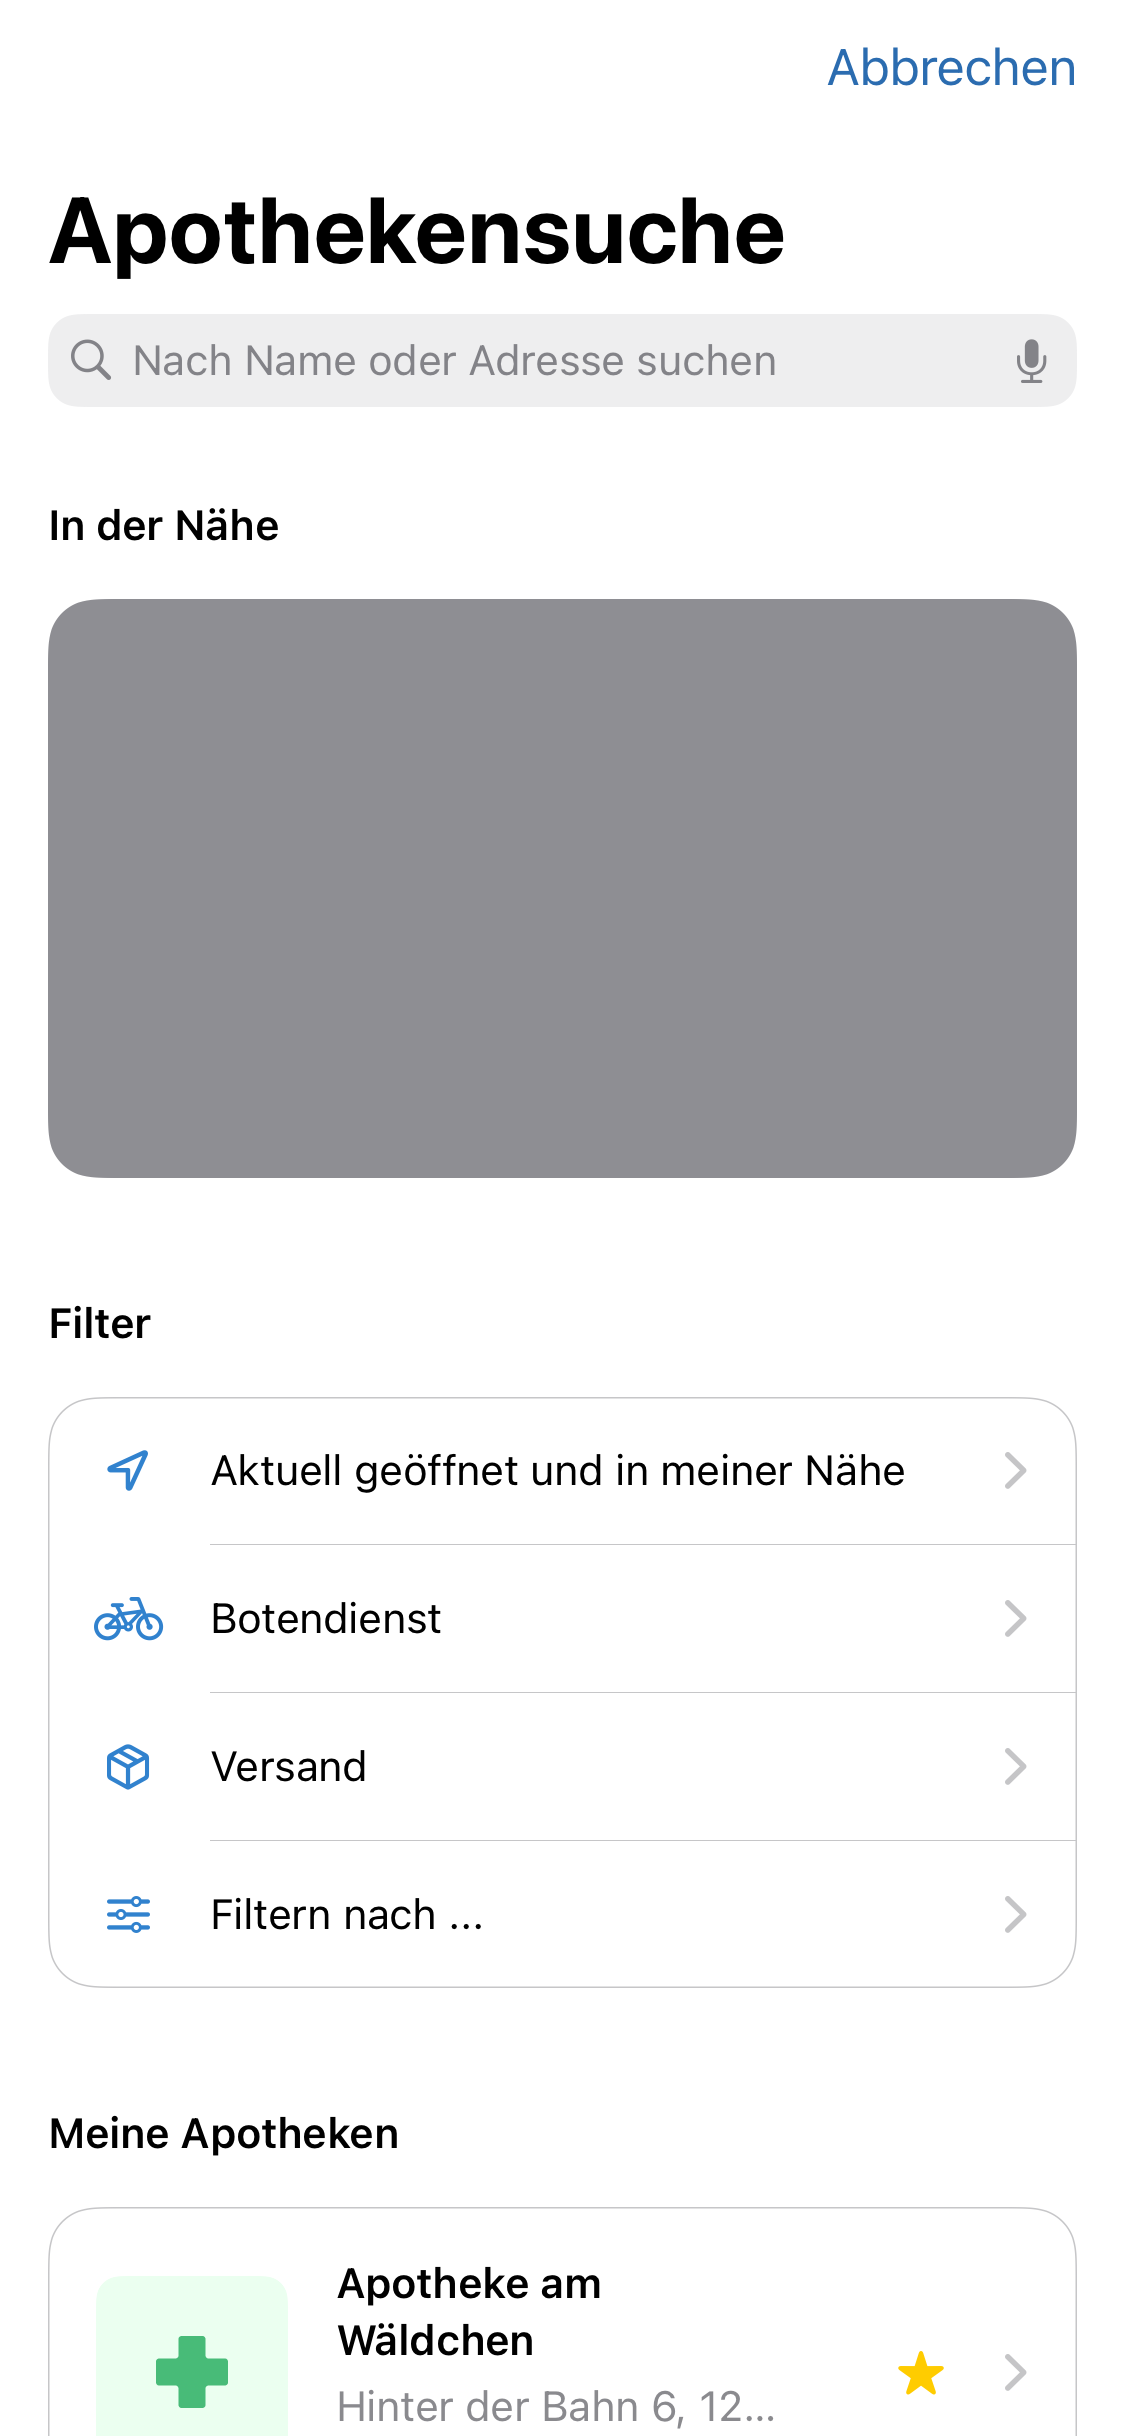 Abbrechen
Apothekensuche
Nach Name oder Adresse suchen
In der Nähe
Filter
Aktuell geöffnet und in meiner Nähe
Botendienst
Versand
Filtern nach ...
Meine Apotheken
Apotheke am
Wäldchen
Hinter der Bahn 6, 12...